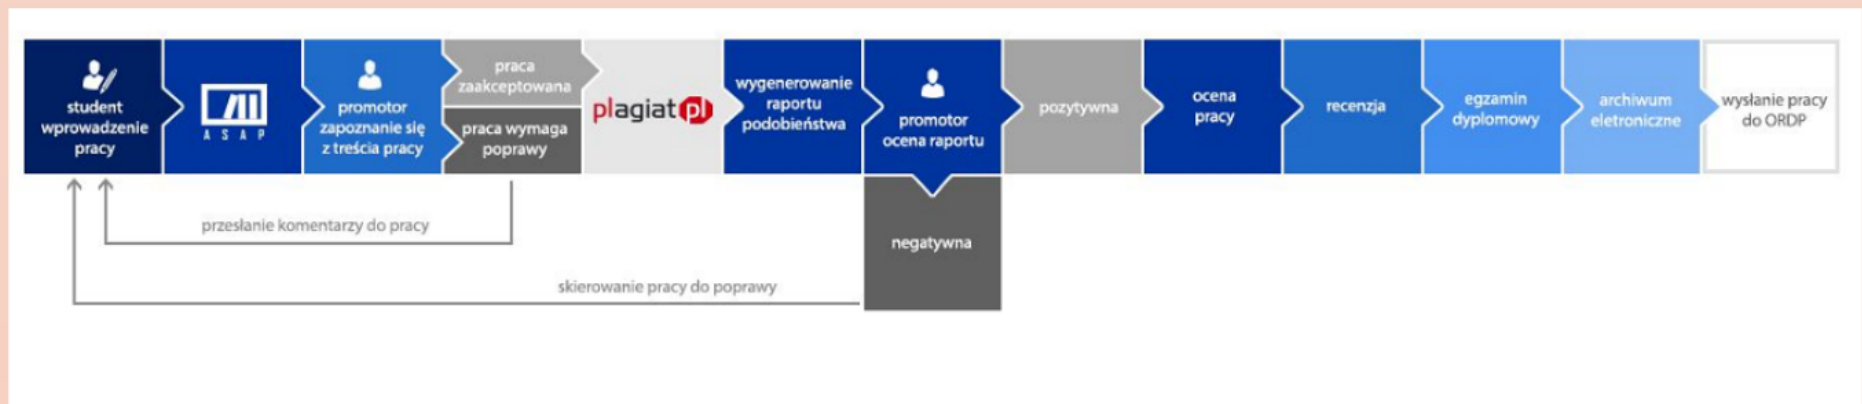 student
wprowadzenie
pracy
ASAP
promotor
zapoznanie się
z treścia pracy
praca
zaakceptowana
praca wymaga
poprawy
plagiat pl
wygenerowanie
raportu
podobieństwa
promotor
ocena raportu
pozytywna
negatywna
ocena
pracy
recenzja
egzamin
dyplomowy
archiwum
eletroniczne
wysłanie pracy
do ORDP
przesłanie komentarzy do pracy
skierowanie pracy do poprawy